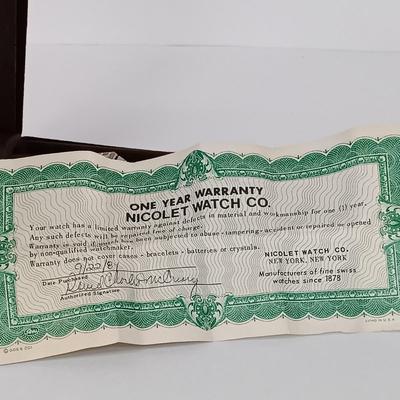 ONE YEAR WARRANTY
NICOLET WATCH CO.
Your watch has a limited warranty against defects in material and workmanship for one (1) year.
Any such defects will be repaired free of charge.
Warranty is void if watch has been subjected to abuse - tampering - accident or repaired or opened
by non-qualified watchmaker.
Warranty does not cover cases - bracelets - batteries or crystals.
Date Purchased
Authorized Signature
NICOLET WATCH CO.
NEW YORK, NEW YORK
Manufacturers of fine swiss
watches since 1878
LITHO IN U.S.A.